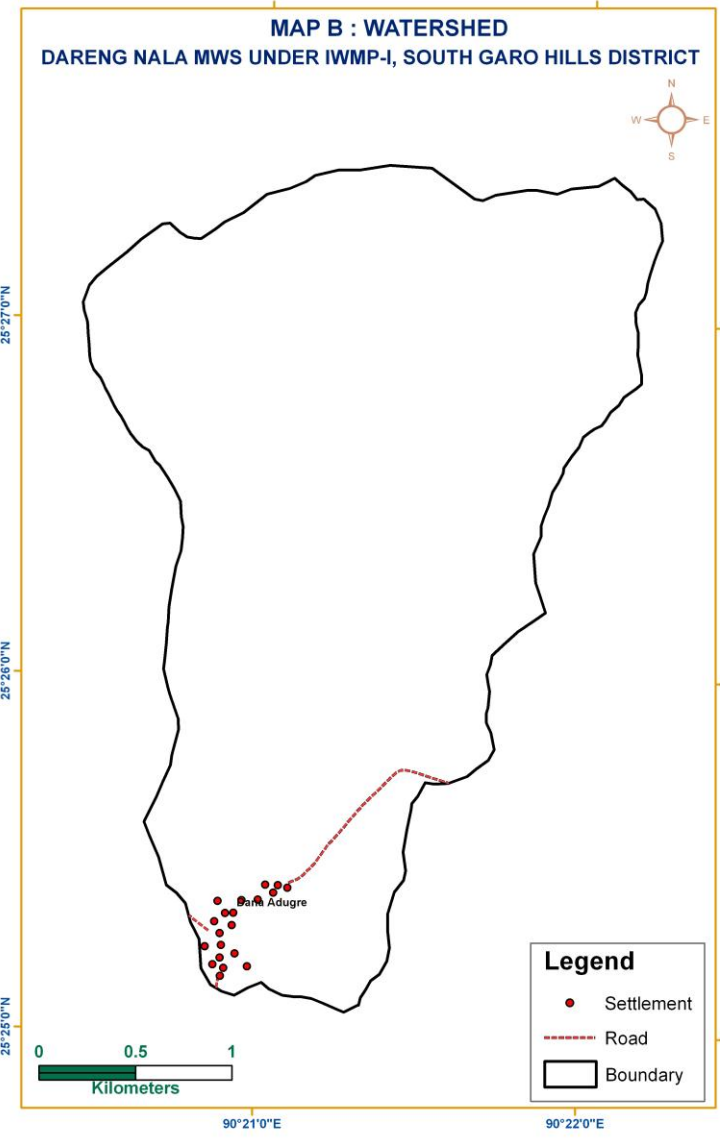 MAP B : WATERSHED
DARENG NALA MWS UNDER IWMP-I, SOUTH GARO HILLS DISTRICT
N
W
E
S
25°27'0"N
25°26'0"N
Dana Adugre
25°25'0"N
Legend
Settlement
Road
Boundary
0 0.5 1
Kilometers
90°21'0"E
90°22'0"E